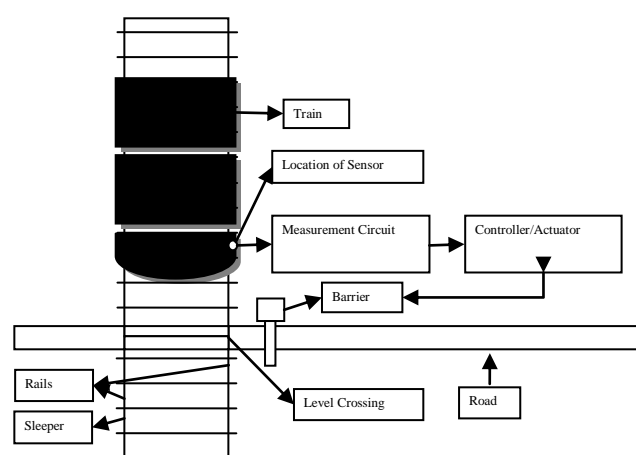 Train
Location of Sensor
Measurement Circuit
Controller/Actuator
Barrier
Rails
Level Crossing
Road
Sleeper